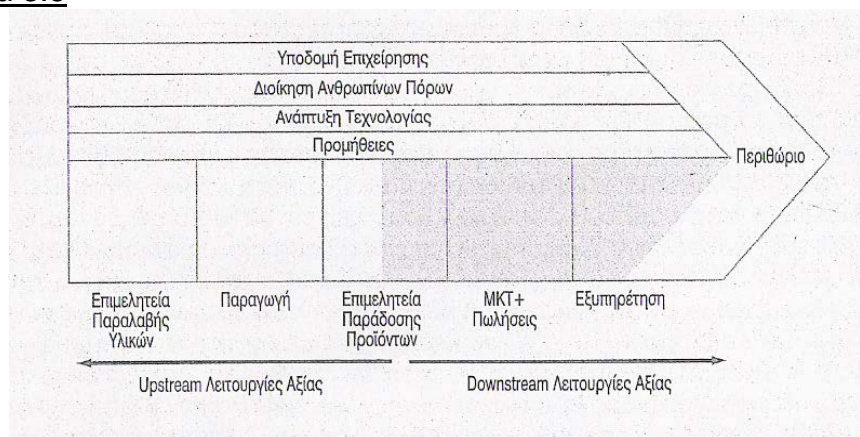 Υποδομή Επιχείρησης
Διοίκηση Ανθρωπίνων Πόρων
Ανάπτυξη Τεχνολογίας
Προμήθειες
Περιθώριο
Επιμελητεία
Παραλαβής
Υλικών
Παραγωγή
Επιμελητεία
Παράδοσης
Προϊόντων
ΜΚΤ+
Πωλήσεις
Εξυπηρέτηση
Upstream Λειτουργίες Αξίας
Downstream Λειτουργίες Αξίας